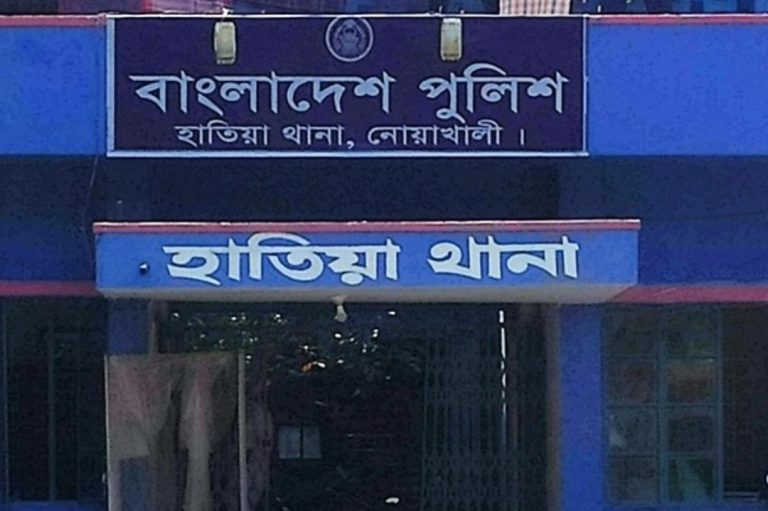 বাংলাদেশ পুলিশ
হাতিয়া থানা, নোয়াখালী ।
হাতিয়া থানা